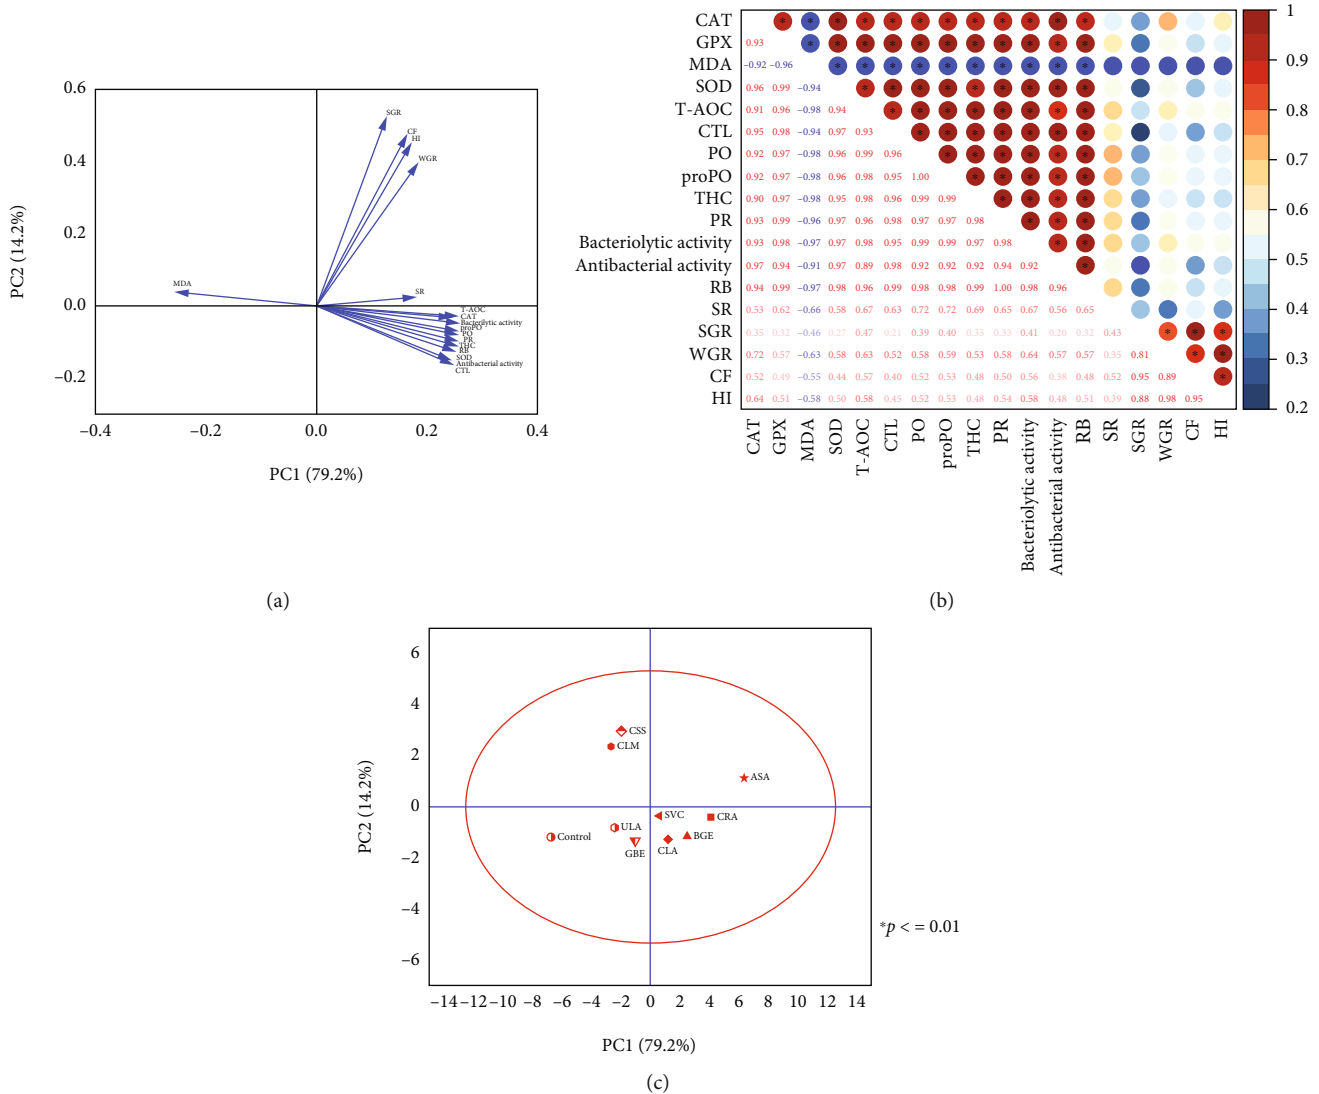 0.6
0.4
0.2
0.0
−0.2
−0.4
−0.2
0.0
0.2
0.4
PC2 (14.2%)
PC1 (79.2%)
SGR
CF
HI
WGR
MDA
SR
T-AOC
CAT
Bacterilytic activity
proPO
PO
PR
THC
RB
SOD
Antibacterial activity
CTL
(a)
CAT
GPX 0.93
MDA −0.92 −0.96
SOD 0.96 0.99 −0.94
T-AOC 0.91 0.96 −0.98 0.94
CTL 0.95 0.98 −0.94 0.97 0.93
PO 0.92 0.97 −0.98 0.96 0.99 0.96
proPO 0.92 0.97 −0.98 0.96 0.98 0.95 1.00
THC 0.90 0.97 −0.98 0.95 0.98 0.96 0.99 0.99
PR 0.93 0.99 −0.96 0.97 0.96 0.98 0.97 0.97 0.98
Bacteriolytic activity 0.93 0.98 −0.97 0.97 0.98 0.95 0.99 0.99 0.97 0.98
Antibacterial activity 0.97 0.94 −0.91 0.97 0.89 0.98 0.92 0.92 0.92 0.94 0.92
RB 0.94 0.99 −0.97 0.98 0.96 0.99 0.98 0.98 0.99 1.00 0.98 0.96
SR 0.53 0.62 −0.66 0.58 0.67 0.63 0.72 0.72 0.69 0.65 0.67 0.56 0.65
SGR 0.35 0.32 −0.46 0.27 0.47 0.21 0.39 0.40 0.35 0.33 0.41 0.20 0.32 0.43
WGR 0.72 0.57 −0.63 0.58 0.63 0.52 0.58 0.59 0.53 0.58 0.64 0.57 0.57 0.35 0.81
CF 0.52 0.49 −0.55 0.44 0.57 0.40 0.52 0.53 0.48 0.50 0.56 0.38 0.48 0.52 0.95 0.89
HI 0.64 0.51 −0.58 0.50 0.58 0.45 0.52 0.53 0.48 0.54 0.58 0.48 0.51 0.39 0.88 0.98 0.95
CAT
GPX
MDA
SOD
T-AOC
CTL
PO
proPO
THC
PR
Bacteriolytic activity
Antibacterial activity
RB
SR
SGR
WGR
CF
HI
1
0.9
0.8
0.7
0.6
0.5
0.4
0.3
0.2
(b)
6
4
2
0
−2
−4
−6
−14 −12 −10 −8 −6 −4 −2 0 2 4 6 8 10 12 14
PC2 (14.2%)
PC1 (79.2%)
CSS
CLM
ASA
SVC
CRA
ULA
Control
BGE
GBE
CLA
*p < = 0.01
(c)